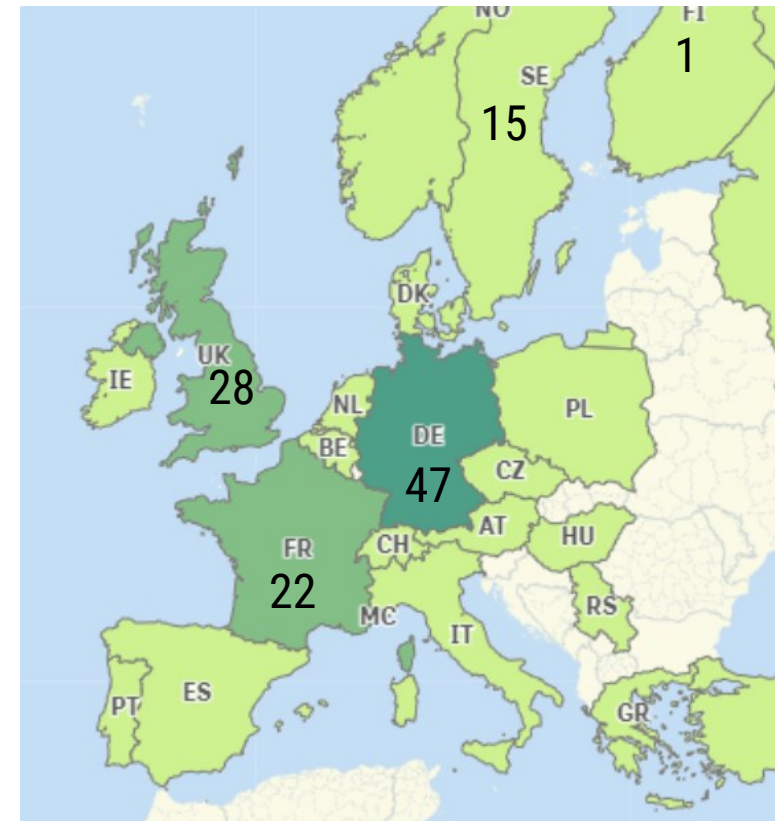 NO
FI
1
SE
15
DK
UK
28
IE
NL
BE
DE
47
PL
CZ
FR
22
CH
AT
HU
MC
IT
RS
PT
ES
GR